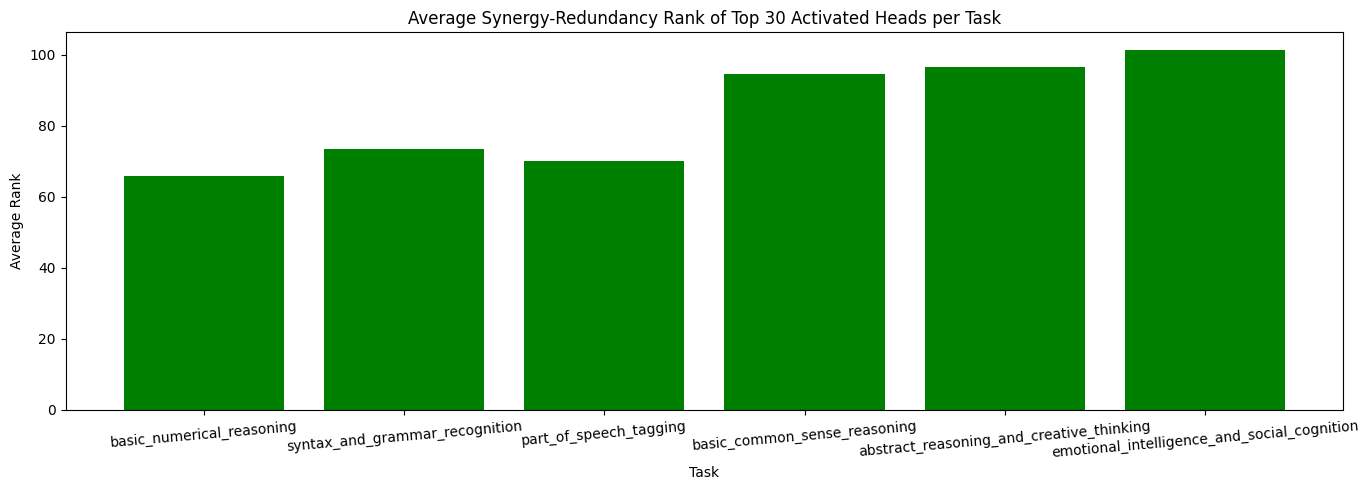 Average Synergy-Redundancy Rank of Top 30 Activated Heads per Task
100
80
60
40
20
0
Average Rank
basic_numerical_reasoning
syntax_and_grammar_recognition
part_of_speech_tagging
basic_common_sense_reasoning
abstract_reasoning_and_creative_thinking
emotional_intelligence_and_social_cognition
Task